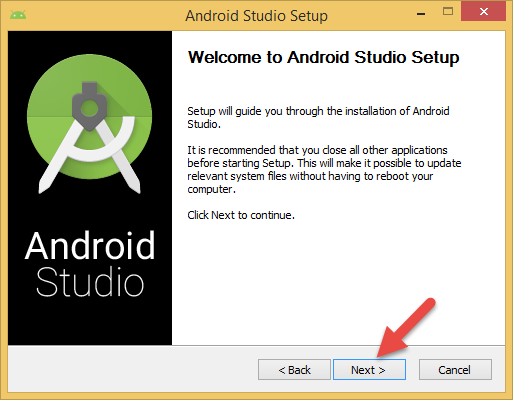 Android Studio Setup
Welcome to Android Studio Setup
Setup will guide you through the installation of Android
Studio.
It is recommended that you close all other applications
before starting Setup. This will make it possible to update
relevant system files without having to reboot your
computer.
Click Next to continue.
Android
Studio
< Back
Next >
Cancel